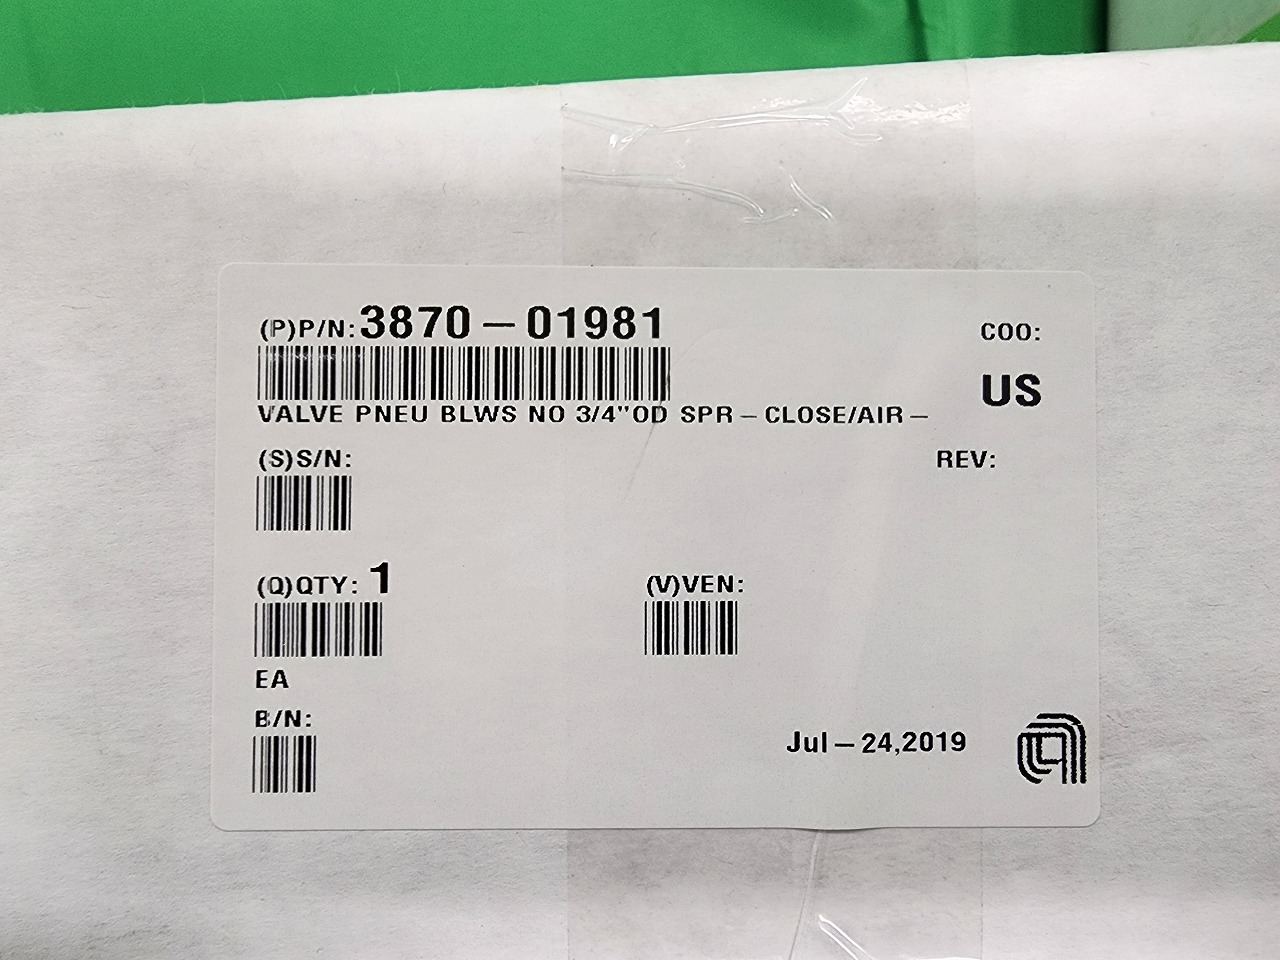 (P)P/N: 3870-01981
COO:
US
VALVE PNEU BLWS NO 3/4"OD SPR-CLOSE/AIR-
(S)S/N:
REV:
(Q)QTY: 1
(V)VEN:
EA
B/N:
Jul-24,2019